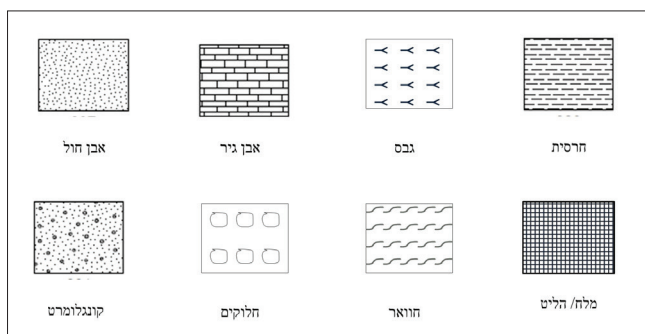 חרסית
גבס
אבן גיר
אבן חול
מלח/ הליט
חוואר
חלוקים
קונגלומרט